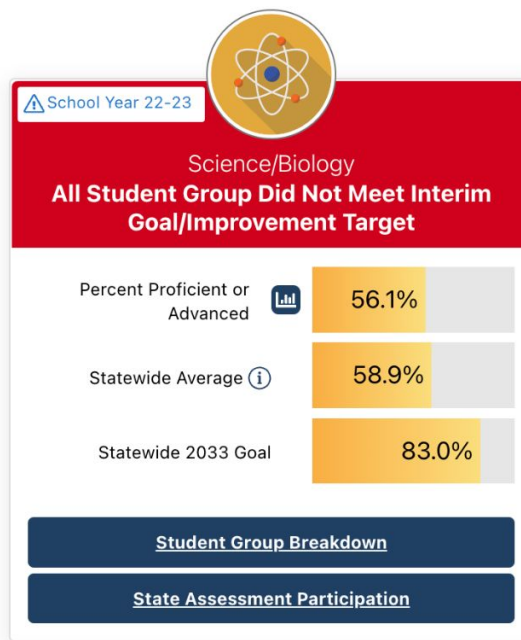 School Year 22-23
Science/Biology
All Student Group Did Not Meet Interim
Goal/Improvement Target
Percent Proficient or
Advanced
56.1%
Statewide Average
58.9%
Statewide 2033 Goal
83.0%
Student Group Breakdown
State Assessment Participation